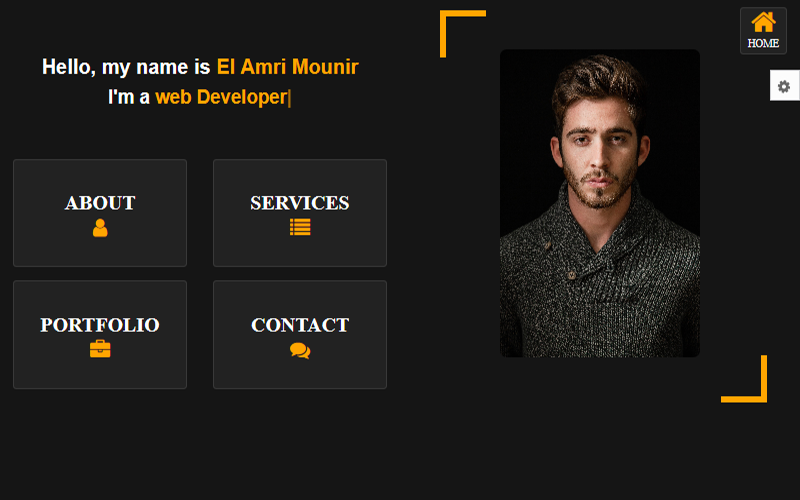 HOME
Hello, my name is El Amri Mounir
I'm a web Developer|
ABOUT
SERVICES
PORTFOLIO
CONTACT